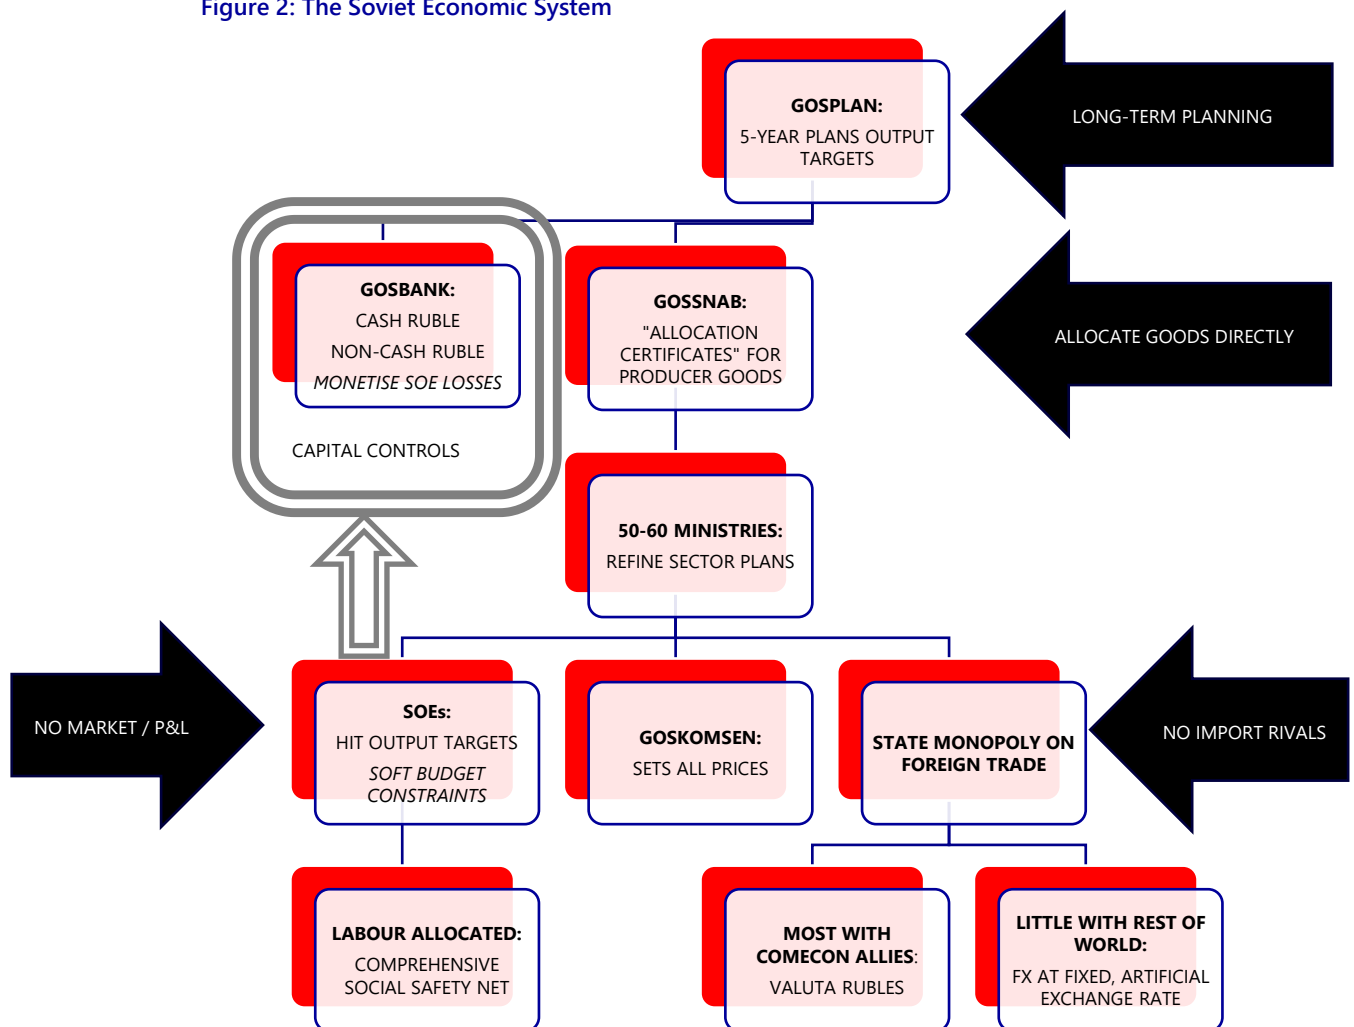 Figure 2: The Soviet Economic System
GOSPLAN:
5-YEAR PLANS OUTPUT
TARGETS
LONG-TERM PLANNING
GOSBANK:
CASH RUBLE
NON-CASH RUBLE
MONETISE SOE LOSSES
CAPITAL CONTROLS
GOSSNAB:
"ALLOCATION
CERTIFICATES" FOR
PRODUCER GOODS
ALLOCATE GOODS DIRECTLY
50-60 MINISTRIES:
REFINE SECTOR PLANS
NO MARKET / P&L
SOEs:
HIT OUTPUT TARGETS
SOFT BUDGET
CONSTRAINTS
GOSKOMSEN:
SETS ALL PRICES
STATE MONOPOLY ON
FOREIGN TRADE
NO IMPORT RIVALS
LABOUR ALLOCATED:
COMPREHENSIVE
SOCIAL SAFETY NET
MOST WITH
COMECON ALLIES:
VALUTA RUBLES
LITTLE WITH REST OF
WORLD:
FX AT FIXED, ARTIFICIAL
EXCHANGE RATE